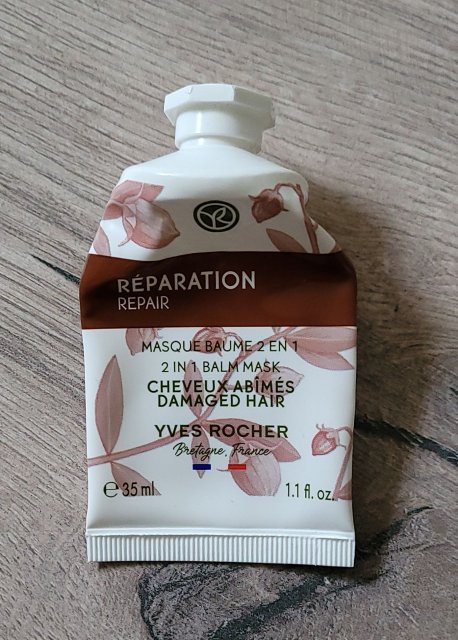 YR
RÉPARATION
REPAIR
MASQUE BAUME 2 EN 1
2 IN 1 BALM MASK
CHEVEUX ABÎMÉS
DAMAGED HAIR
YVES ROCHER
Bretagne, France
℮ 35 ml 1.1 fl. oz.